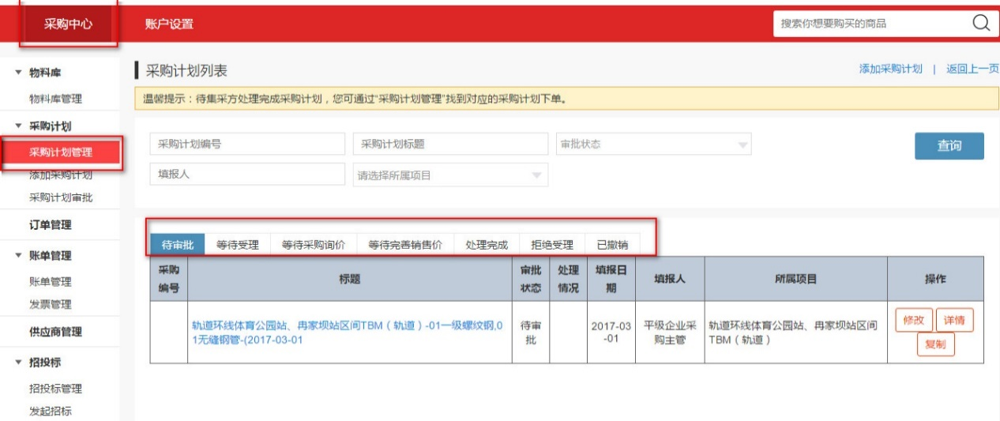 采购中心
账户设置
搜索你想要购买的商品
物料库
物料库管理
采购计划
采购计划管理
添加采购计划
采购计划审批
订单管理
账单管理
账单管理
发票管理
供应商管理
招投标
招投标管理
发起招标
采购计划列表
添加采购计划 | 返回上一页
温馨提示：待集采方处理完成采购计划，您可通过“采购计划管理”找到对应的采购计划下单。
采购计划编号
采购计划标题
审批状态
查询
填报人
请选择所属项目
待审批 等待受理 等待采购询价 等待完善销售价 处理完成 拒绝受理 已撤销
采购
编号
标题
审批
状态
处理
情况
填报日
期
填报人
所属项目
操作
轨道环线体育公园站、冉家坝站区间TBM（轨道）-01一级螺纹钢,0
1无缝钢管-(2017-03-01
待审
批
2017-03
-01
平级企业采
购主管
轨道环线体育公园站、冉家坝站区间
TBM（轨道）
修改 详情
复制